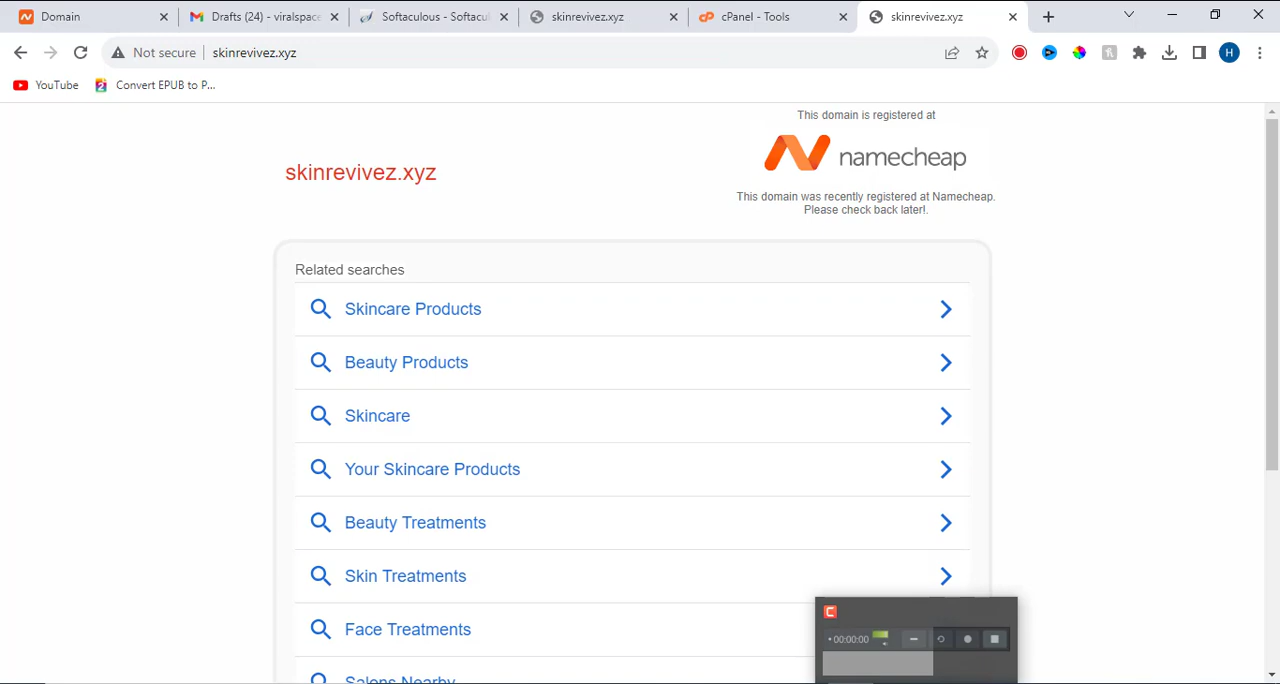 Domain
Drafts (24) - viralspace
Softaculous - Softacul
skinrevivez.xyz
cPanel - Tools
skinrevivez.xyz
Not secure
skinrevivez.xyz
H
YouTube
Convert EPUB to P...
This domain is registered at
namecheap
skinrevivez.xyz
This domain was recently registered at Namecheap.
Please check back later!.
Related searches
Skincare Products
Beauty Products
Skincare
Your Skincare Products
Beauty Treatments
Skin Treatments
Face Treatments
Salons Nearby
00:00:00